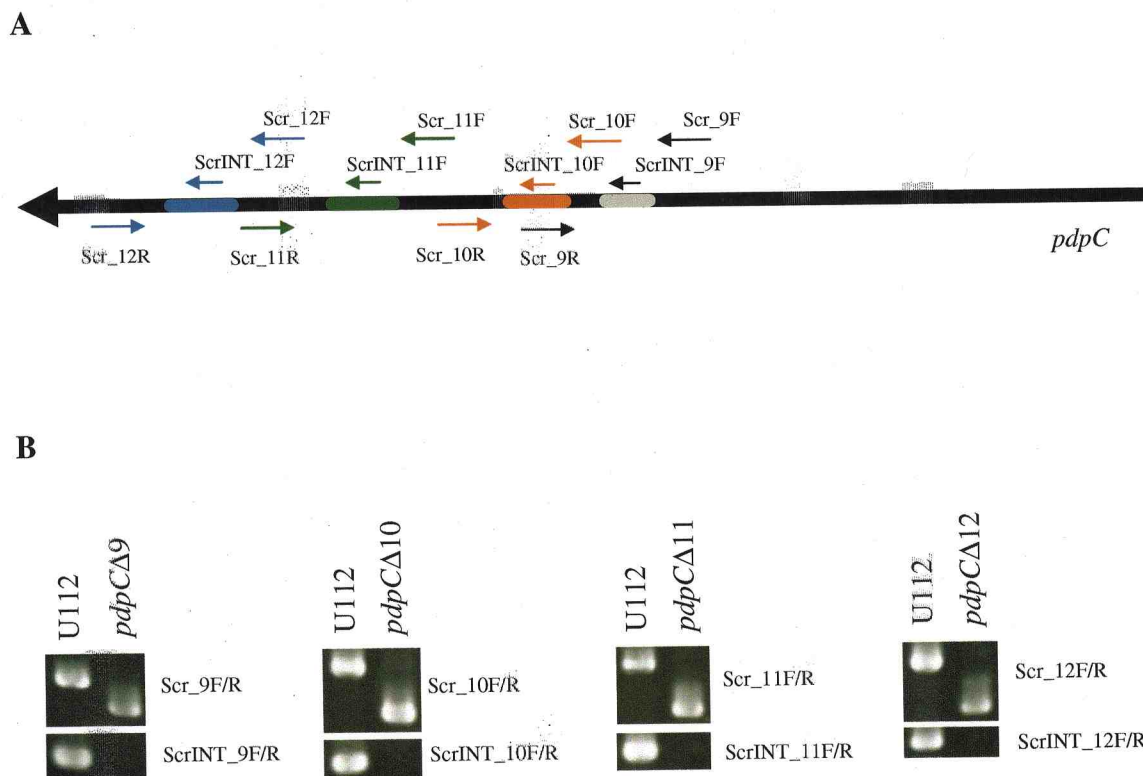 A
Scr_12F
Scr_11F
Scr_10F
Scr_9F
ScrINT_12F
ScrINT_11F
ScrINT_10F
ScrINT_9F
Scr_12R
Scr_11R
Scr_10R
Scr_9R
pdpC
B
U112
pdpCΔ9
U112
pdpCΔ10
U112
pdpCΔ11
U112
pdpCΔ12
Scr_9F/R
Scr_10F/R
Scr_11F/R
Scr_12F/R
ScrINT_9F/R
ScrINT_10F/R
ScrINT_11F/R
ScrINT_12F/R